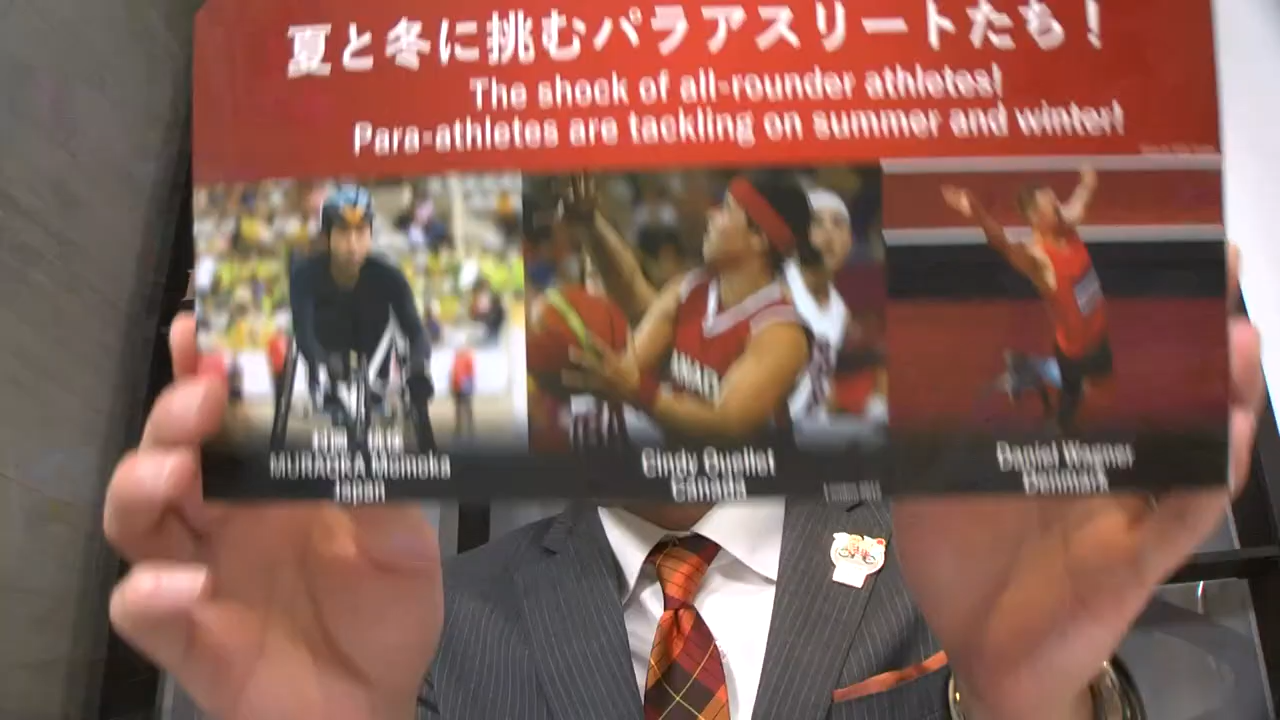 夏と冬に挑むパラアスリートたち！
The shock of all-rounder athletes!
Para-athletes are tackling on summer and winter!
MURAOKA Momoka
Japan
Cindy Ouellet
Canada
Daniel Wagner
Denmark